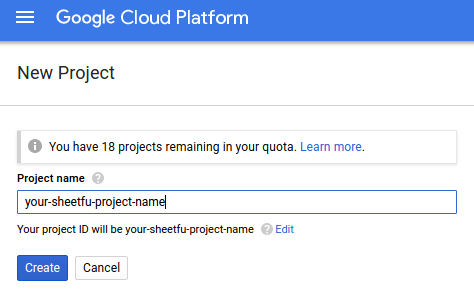 Google Cloud Platform
New Project
You have 18 projects remaining in your quota. Learn more.
Project name
your-sheetfu-project-name
Your project ID will be your-sheetfu-project-name Edit
Create Cancel